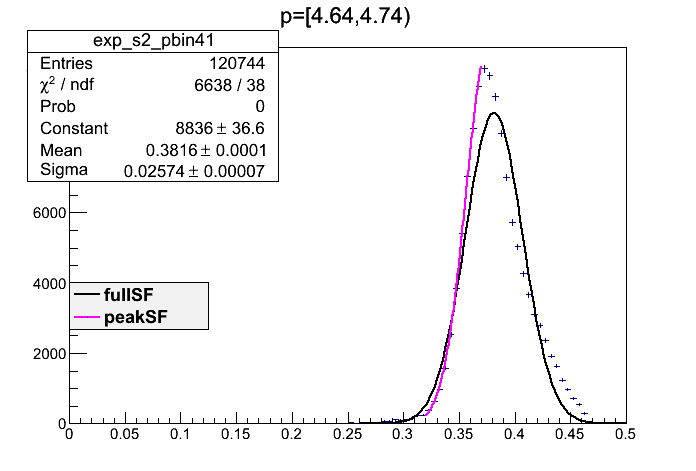 p=[4.64,4.74)
exp_s2_pbin41
Entries 120744
χ² / ndf 6638 / 38
Prob 0
Constant 8836 ± 36.6
Mean 0.3816 ± 0.0001
Sigma 0.02574 ± 0.00007
6000
4000
fullSF
peakSF
2000
0
0 0.05 0.1 0.15 0.2 0.25 0.3 0.35 0.4 0.45 0.5